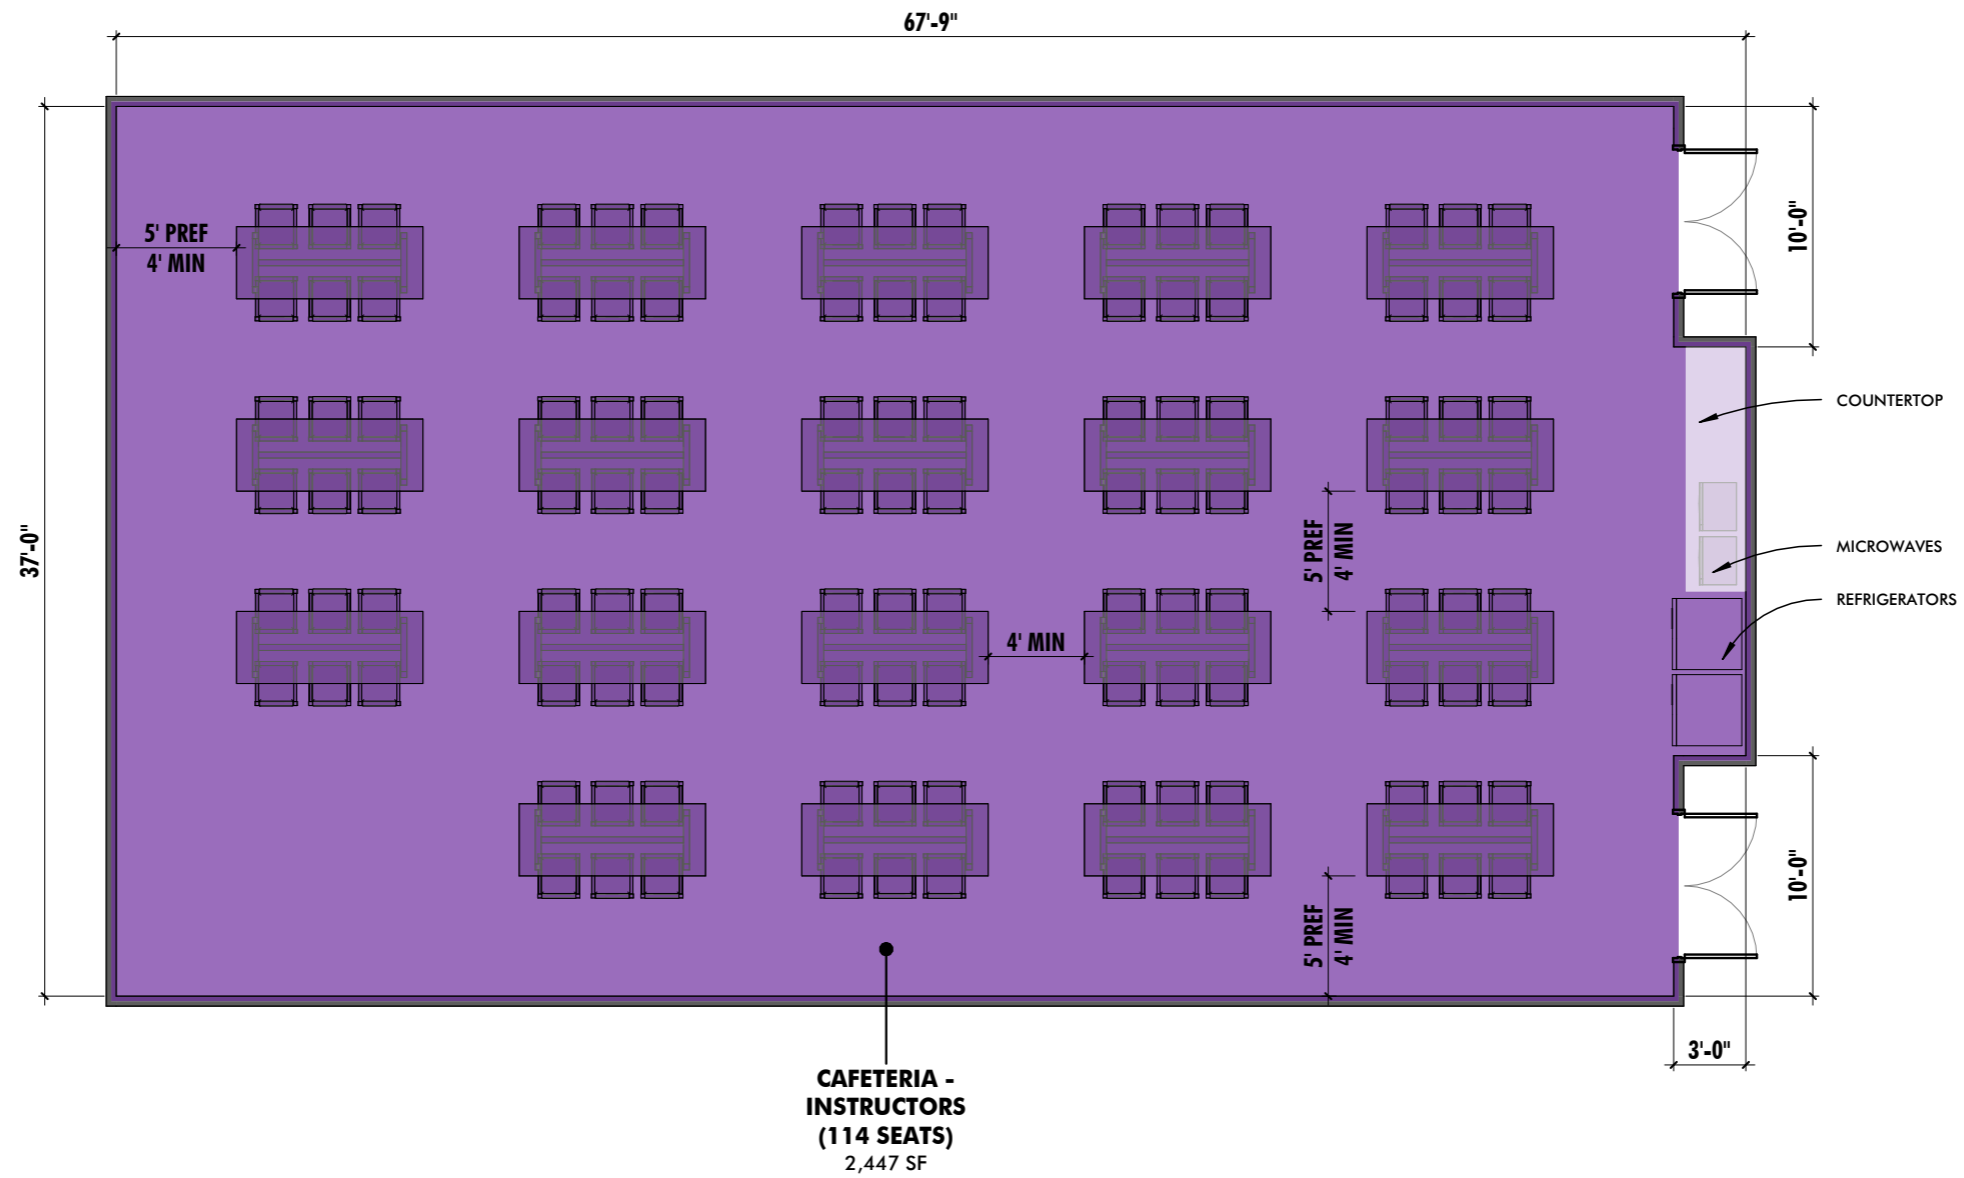 67'-9"
5' PREF
4' MIN
10'-0"
COUNTERTOP
37'-0"
5' PREF
4' MIN
MICROWAVES
REFRIGERATORS
4' MIN
5' PREF
4' MIN
10'-0"
3'-0"
CAFETERIA -
INSTRUCTORS
(114 SEATS)
2,447 SF